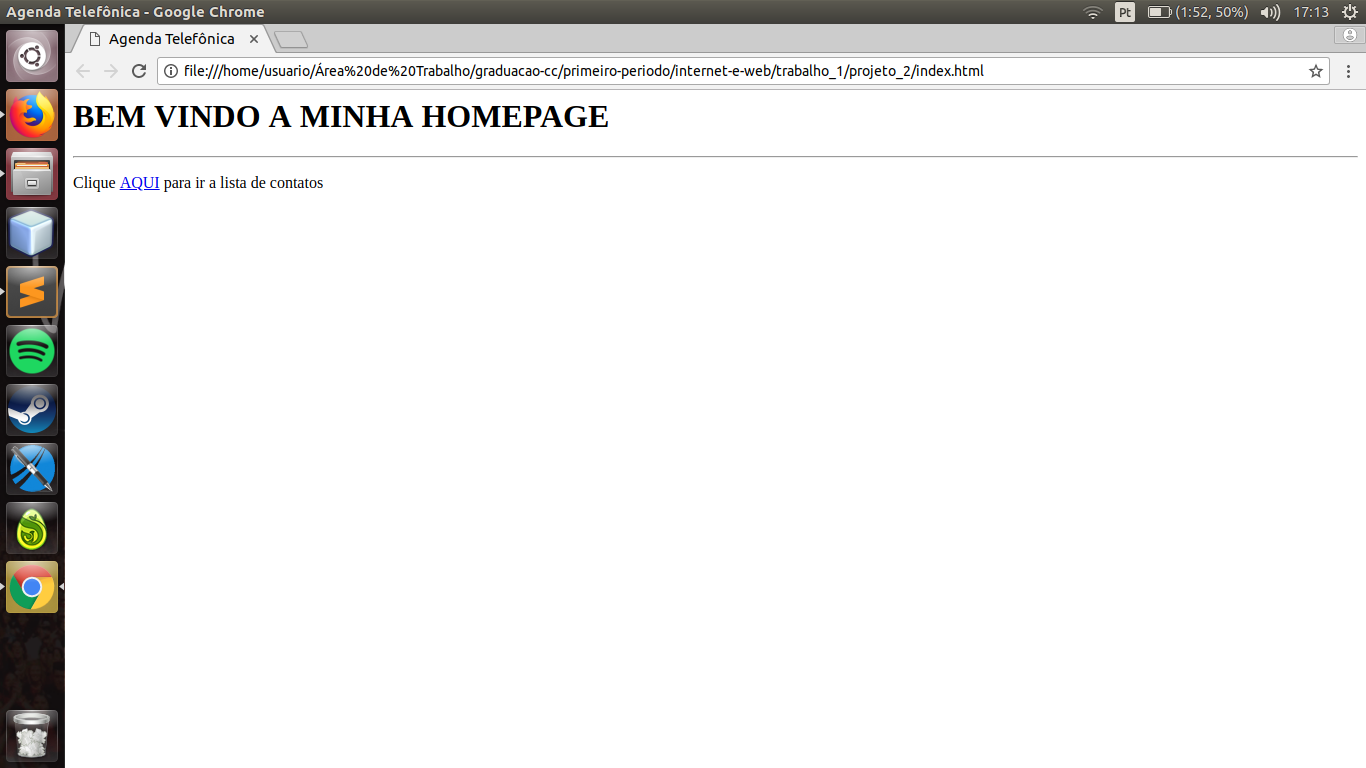 Agenda Telefônica - Google Chrome
Pt
(1:52, 50%)
17:13
Agenda Telefônica
file:///home/usuario/Área%20de%20Trabalho/graduacao-cc/primeiro-periodo/internet-e-web/trabalho_1/projeto_2/index.html
BEM VINDO A MINHA HOMEPAGE
Clique AQUI para ir a lista de contatos